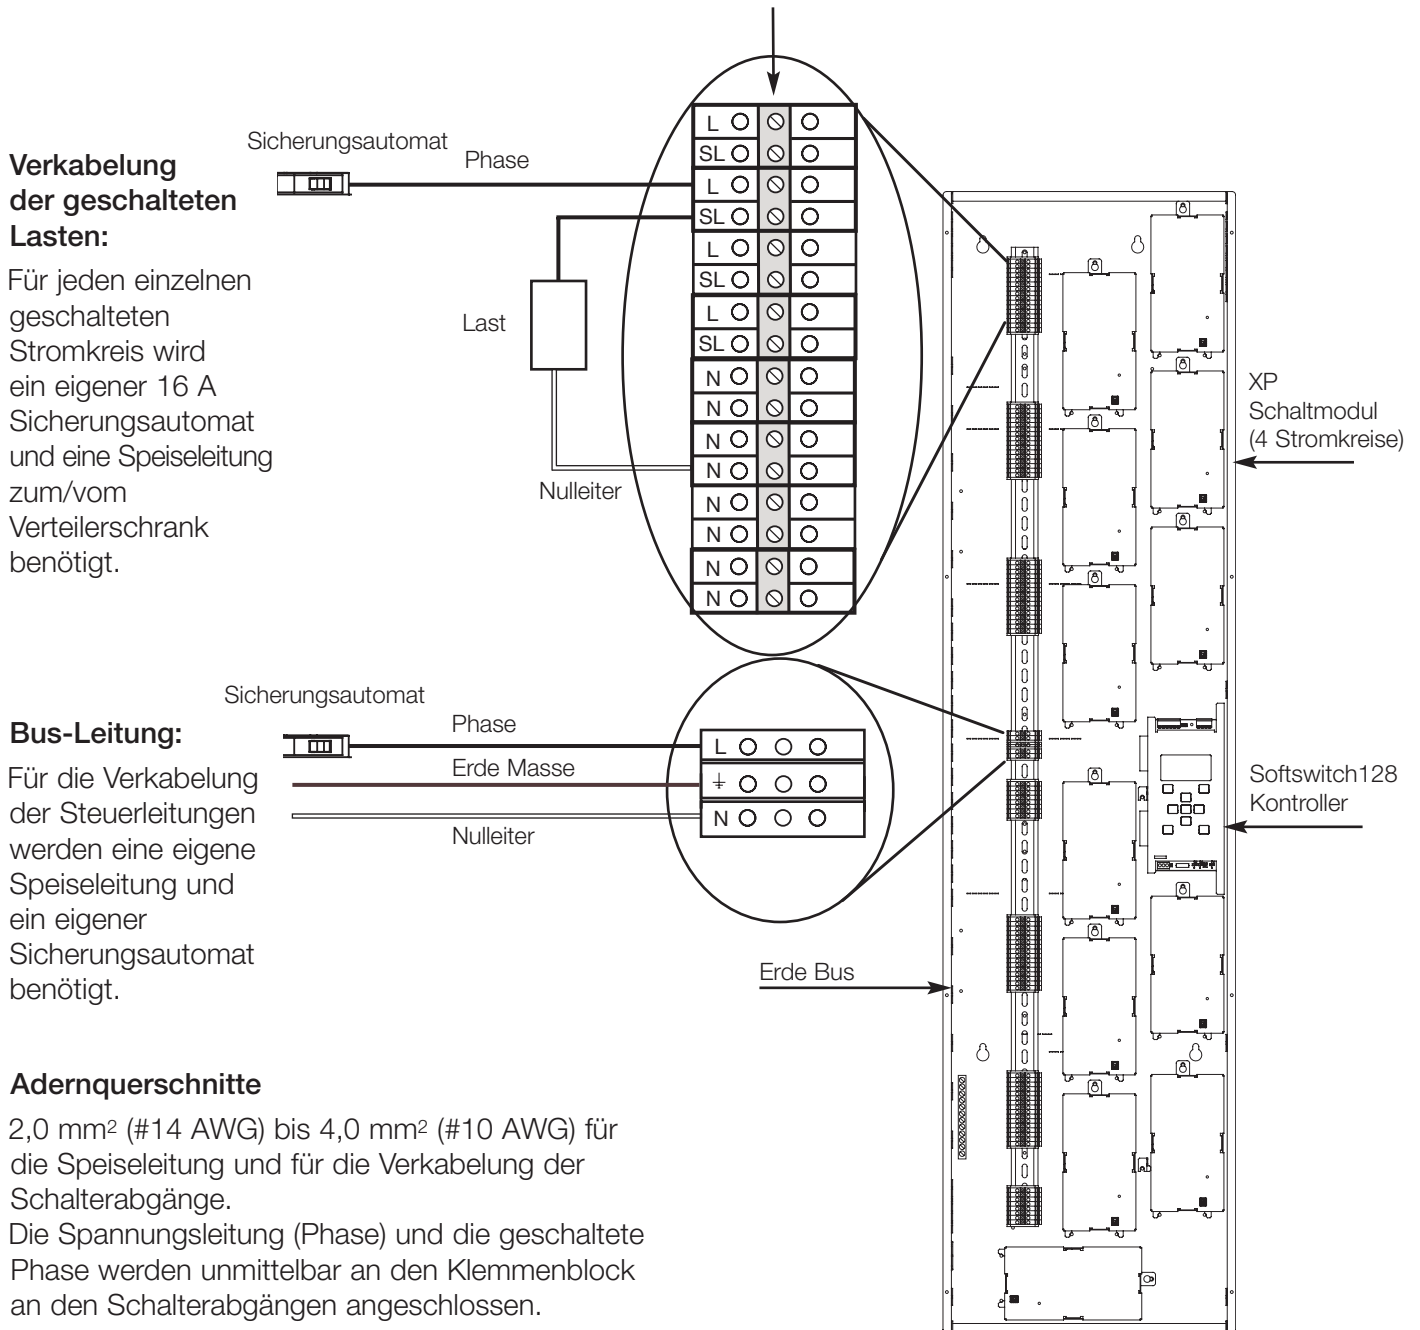 Verkabelung
der geschalteten
Lasten:
Für jeden einzelnen
geschalteten
Stromkreis wird
ein eigener 16 A
Sicherungsautomat
und eine Speiseleitung
zum/vom
Verteilerschrank
benötigt.
Sicherungsautomat
Phase
Last
Nulleiter
L
SL
L
SL
L
SL
L
SL
N
N
N
N
N
N
N
N
XP
Schaltmodul
(4 Stromkreise)
Bus-Leitung:
Für die Verkabelung
der Steuerleitungen
werden eine eigene
Speiseleitung und
ein eigener
Sicherungsautomat
benötigt.
Sicherungsautomat
Phase
Erde Masse
Nulleiter
L
N
Softswitch128
Kontroller
Erde Bus
Adernquerschnitte
2,0 mm² (#14 AWG) bis 4,0 mm² (#10 AWG) für
die Speiseleitung und für die Verkabelung der
Schalterabgänge.
Die Spannungsleitung (Phase) und die geschaltete
Phase werden unmittelbar an den Klemmenblock
an den Schalterabgängen angeschlossen.